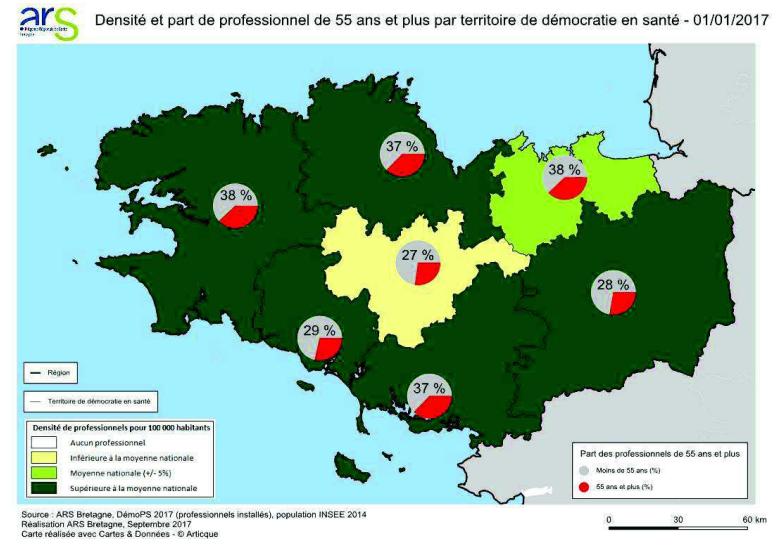 ars
Densité et part de professionnel de 55 ans et plus par territoire de démocratie en santé - 01/01/2017
37 %
38 %
38 %
27 %
28 %
29 %
37 %
Région
Territoire de démocratie en santé
Densité de professionnels pour 100 000 habitants
Aucun professionnel
Inférieure à la moyenne nationale
Moyenne nationale (+/- 5%)
Supérieure à la moyenne nationale
Part des professionnels de 55 ans et plus
Moins de 55 ans (%)
55 ans et plus (%)
Source : ARS Bretagne, DémoPS 2017 (professionnels installés), population INSEE 2014
Réalisation ARS Bretagne, Septembre 2017
Carte réalisée avec Cartes & Données - © Articque
0 30 60 km